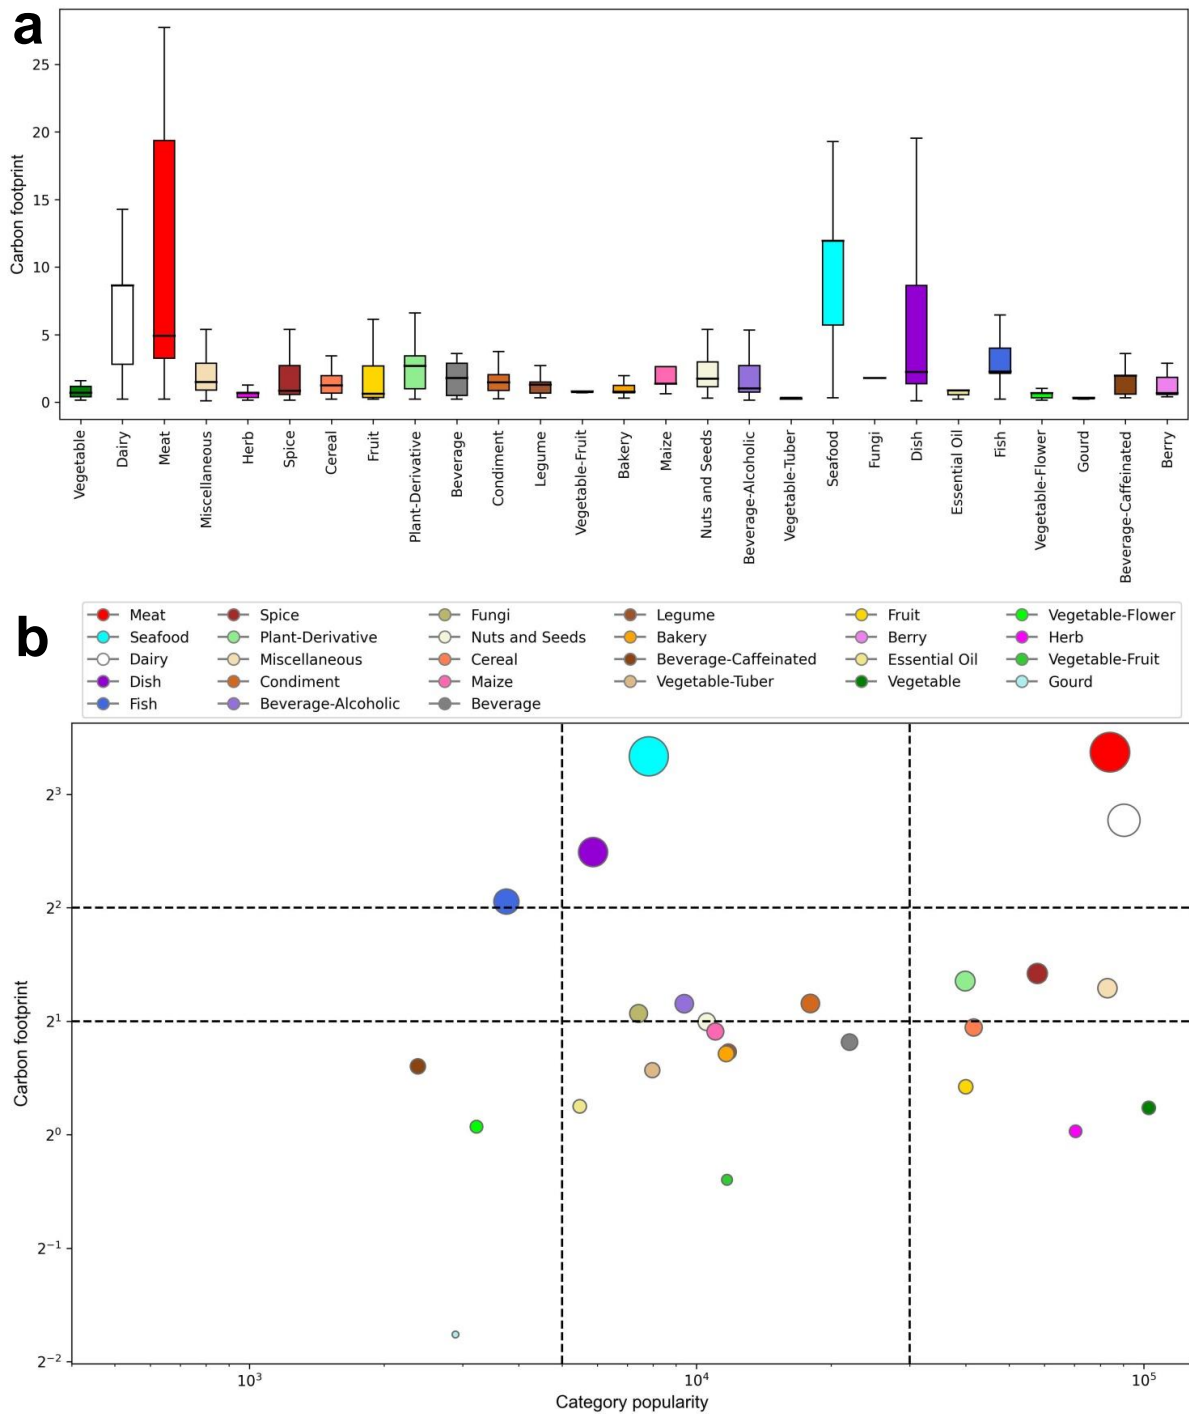 a
25
20
15
10
5
0
Carbon footprint
Vegetable
Dairy
Meat
Miscellaneous
Herb
Spice
Cereal
Fruit
Plant-Derivative
Beverage
Condiment
Legume
Vegetable-Fruit
Bakery
Maize
Nuts and Seeds
Beverage-Alcoholic
Vegetable-Tuber
Seafood
Fungi
Dish
Essential Oil
Fish
Vegetable-Flower
Gourd
Beverage-Caffeinated
Berry
b
Meat Spice Fungi Legume Fruit Vegetable-Flower
Seafood Plant-Derivative Nuts and Seeds Bakery Berry Herb
Dairy Miscellaneous Cereal Beverage-Caffeinated Essential Oil Vegetable-Fruit
Dish Condiment Maize Vegetable-Tuber Vegetable Gourd
Fish Beverage-Alcoholic Beverage
2³
2²
2¹
2⁰
2⁻¹
2⁻²
Carbon footprint
10³ 10⁴ 10⁵
Category popularity